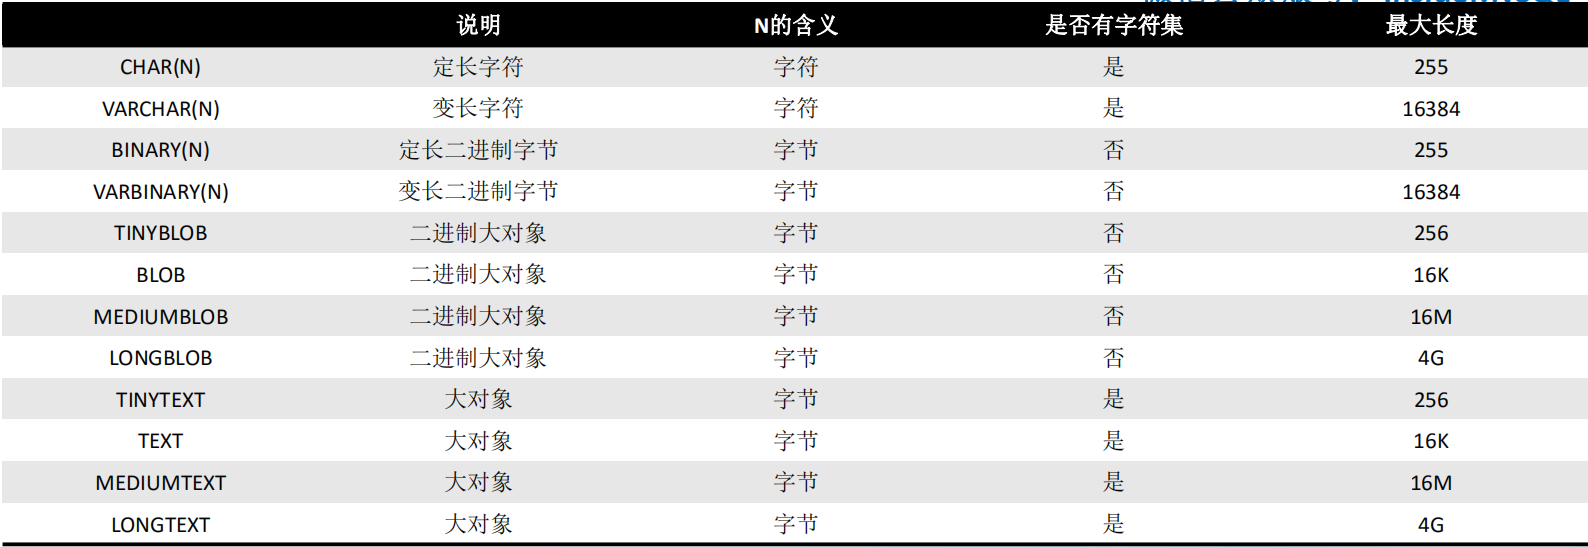 说明 N的含义 是否有字符集 最大长度
CHAR(N) 定长字符 字符 是 255
VARCHAR(N) 变长字符 字符 是 16384
BINARY(N) 定长二进制字节 字节 否 255
VARBINARY(N) 变长二进制字节 字节 否 16384
TINYBLOB 二进制大对象 字节 否 256
BLOB 二进制大对象 字节 否 16K
MEDIUMBLOB 二进制大对象 字节 否 16M
LONGBLOB 二进制大对象 字节 否 4G
TINYTEXT 大对象 字节 是 256
TEXT 大对象 字节 是 16K
MEDIUMTEXT 大对象 字节 是 16M
LONGTEXT 大对象 字节 是 4G